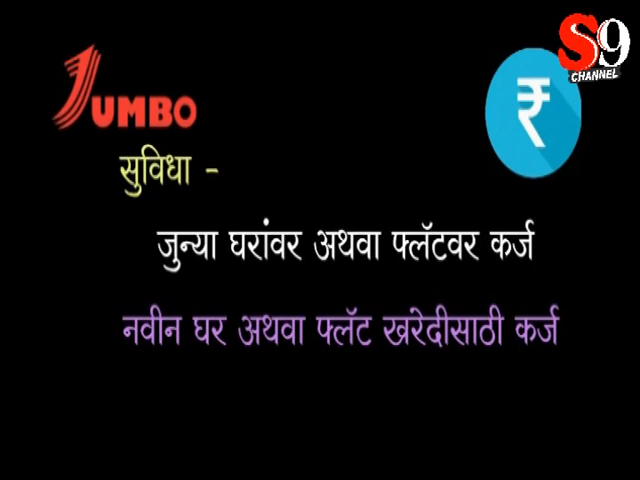 S9
CHANNEL
JUMBO
सुविधा -
₹
जुन्या घरांवर अथवा फ्लॅटवर कर्ज
नवीन घर अथवा फ्लॅट खरेदीसाठी कर्ज